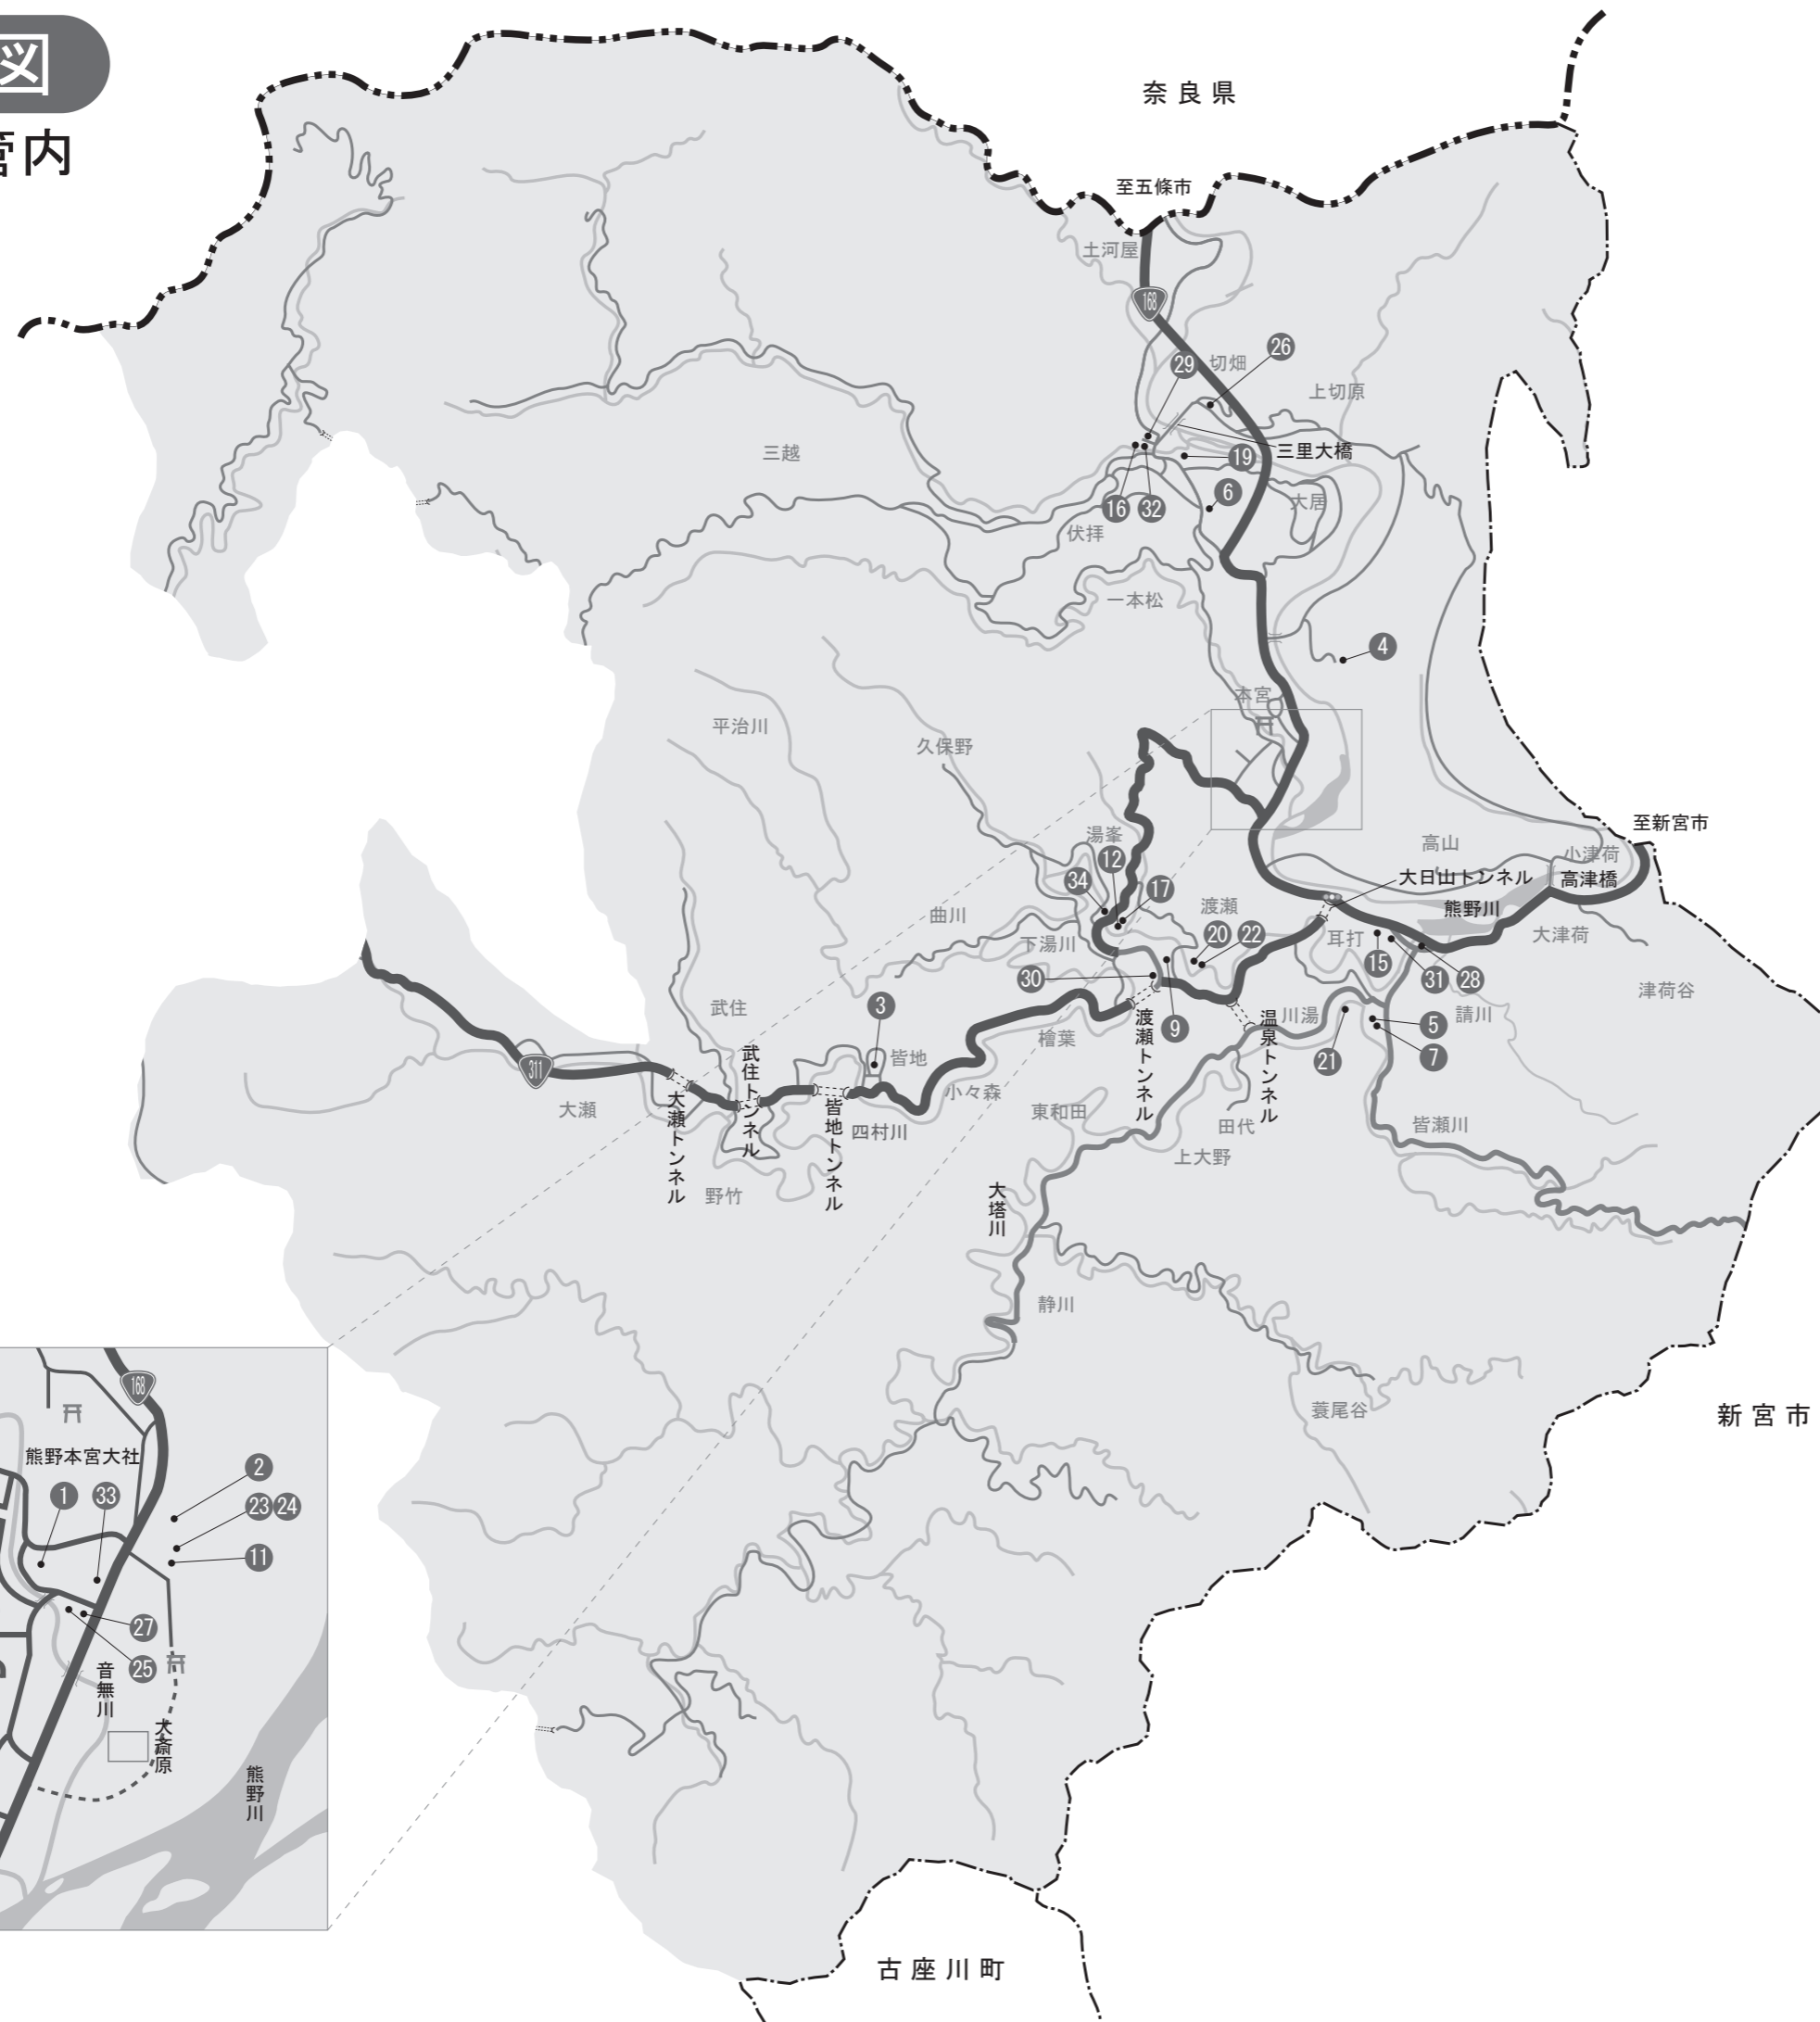 図
管内
奈良県
至五條市
土河屋
168
切畑
26
29
上切原
三里大橋
三越
19
6
16
32
大居
伏拝
一本松
4
本宮
平治川
久保野
至新宮市
湯峯
高山
小津荷
12
大日山トンネル
高津橋
34
17
熊野川
渡瀬
曲川
下湯川
20
22
耳打
大津荷
15
31
28
30
津荷谷
3
武住
9
川湯
5
請川
檜葉
渡瀬トンネル
温泉トンネル
21
7
皆地
武住トンネル
311
大瀬
大瀬トンネル
皆地トンネル
小々森
四村川
東和田
田代
皆瀬川
上大野
野竹
大塔川
静川
蓑尾谷
新宮市
168
熊野本宮大社
2
1
33
23
24
11
27
25
音無川
大斎原
熊野川
古座川町